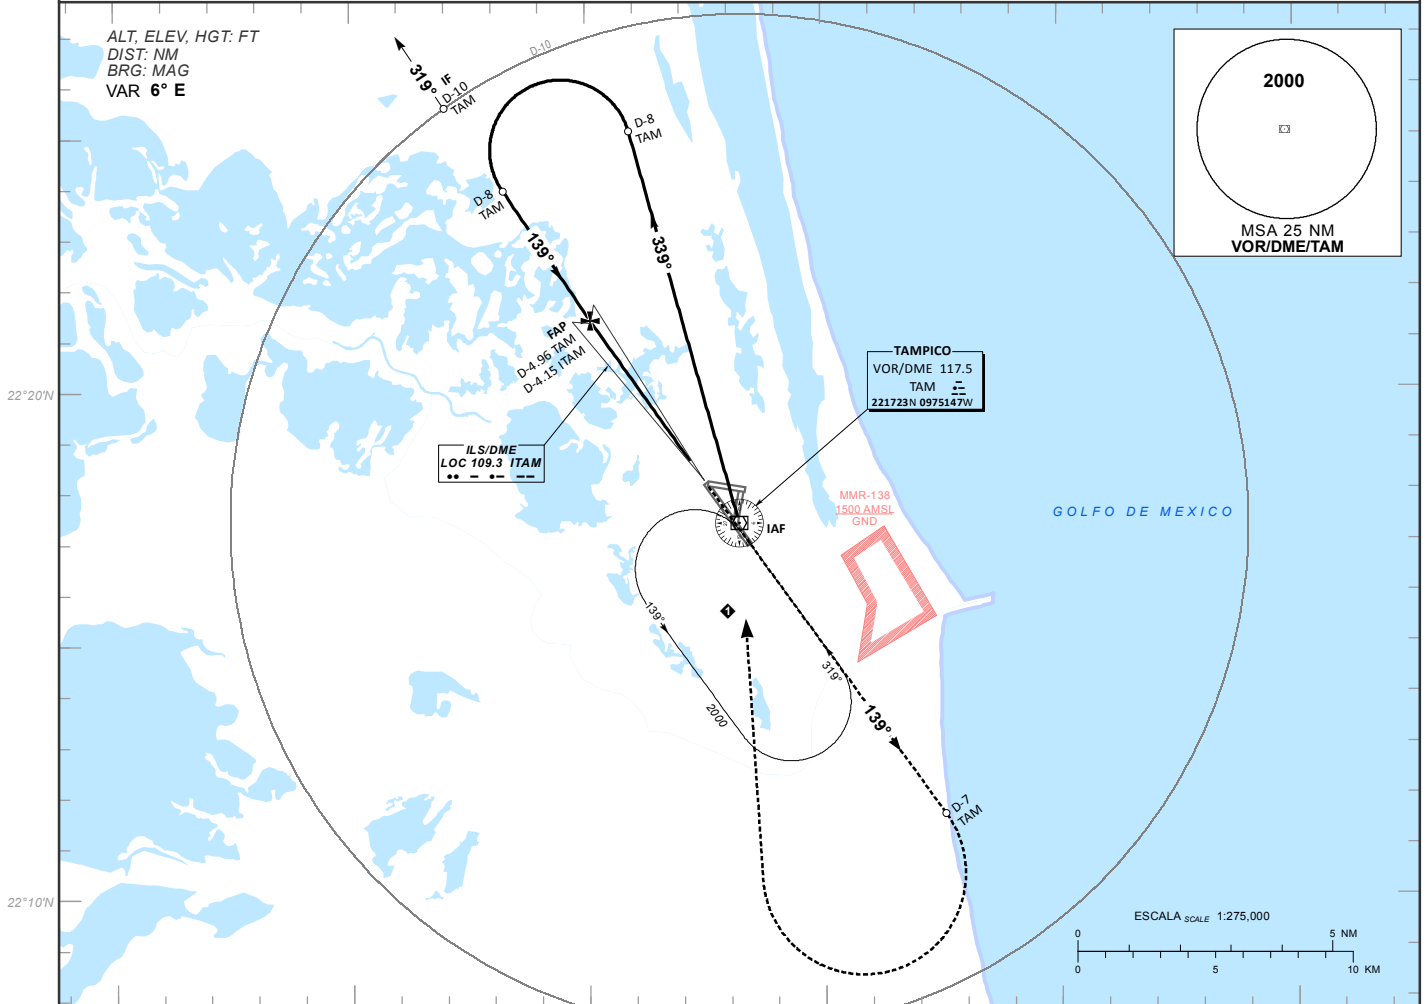 ALT, ELEV, HGT: FT
DIST: NM
BRG: MAG
VAR 6° E
D-10
319°
IF
D-10
TAM
2000
MSA 25 NM
VOR/DME/TAM
D-8
TAM
D-8
TAM
139°
339°
FAP
D-4.96 TAM
D-4.15 ITAM
TAMPICO
VOR/DME 117.5
TAM
221723N 0975147W
22°20'N
ILS/DME
LOC 109.3 ITAM
MMR-138
1500 AMSL
GND
GOLFO DE MEXICO
IAF
1
139°
319°
2000
139°
D-7
TAM
22°10'N
ESCALA SCALE 1:275,000
0 5 NM
0 5 10 KM